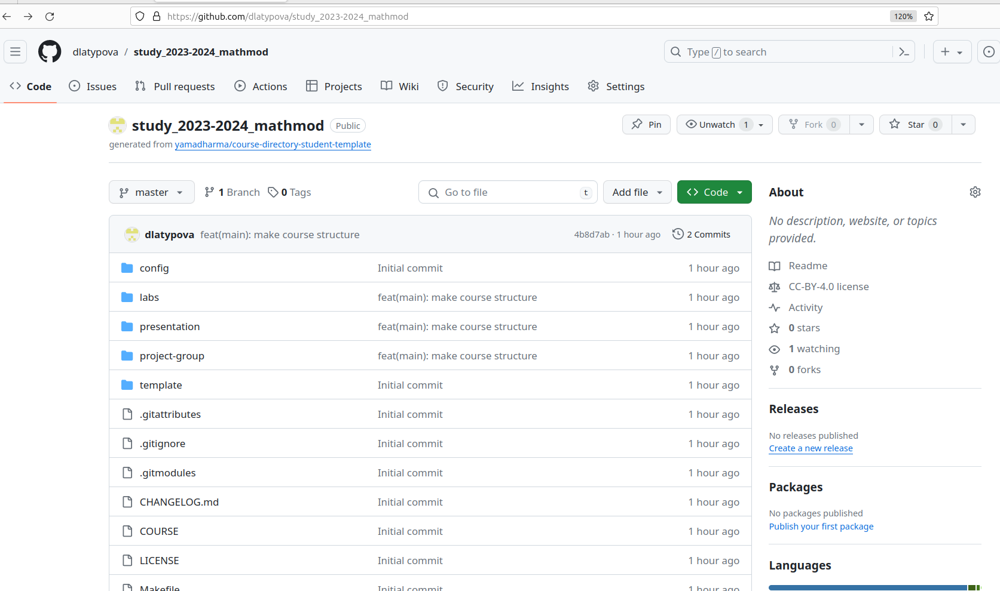 https://github.com/dlatypova/study_2023-2024_mathmod 120%
dlatypova / study_2023-2024_mathmod Type / to search
Code Issues Pull requests Actions Projects Wiki Security Insights Settings
study_2023-2024_mathmod Public Pin Unwatch 1 Fork 0 Star 0
generated from yamadharma/course-directory-student-template
master 1 Branch 0 Tags Go to file t Add file Code
dlatypova feat(main): make course structure 4b8d7ab · 1 hour ago 2 Commits
config Initial commit 1 hour ago
labs feat(main): make course structure 1 hour ago
presentation feat(main): make course structure 1 hour ago
project-group feat(main): make course structure 1 hour ago
template Initial commit 1 hour ago
.gitattributes Initial commit 1 hour ago
.gitignore Initial commit 1 hour ago
.gitmodules Initial commit 1 hour ago
CHANGELOG.md Initial commit 1 hour ago
COURSE Initial commit 1 hour ago
LICENSE Initial commit 1 hour ago
Makefile Initial commit 1 hour ago
About
No description, website, or topics
provided.
Readme
CC-BY-4.0 license
Activity
0 stars
1 watching
0 forks
Releases
No releases published
Create a new release
Packages
No packages published
Publish your first package
Languages